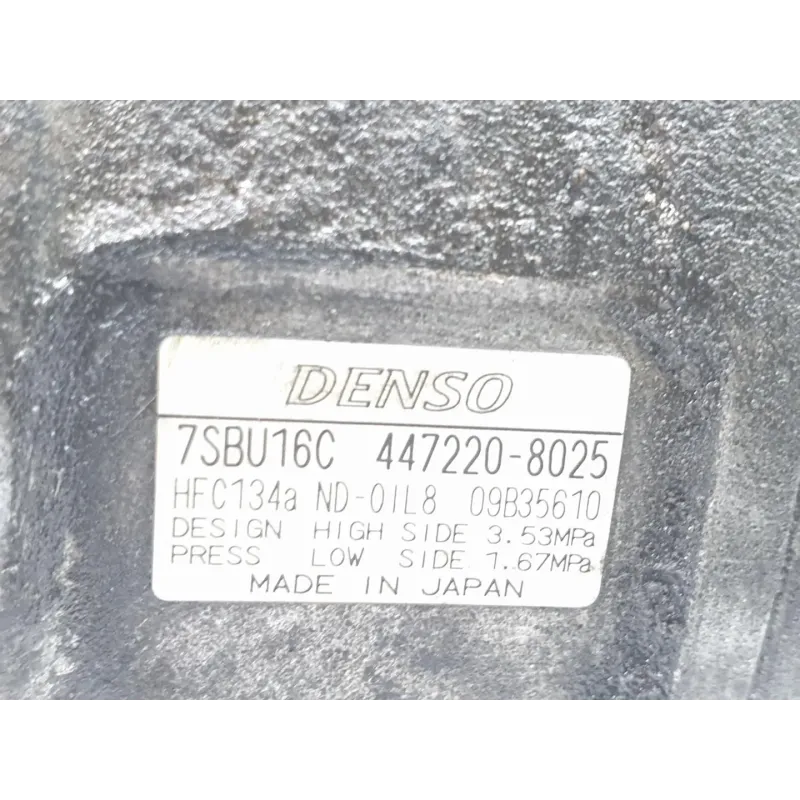 DENSO
7SBU16C 447220-8025
HFC134a ND-OIL8 09B35610
DESIGN HIGH SIDE 3.53MPa
PRESS LOW SIDE 1.67MPa
MADE IN JAPAN